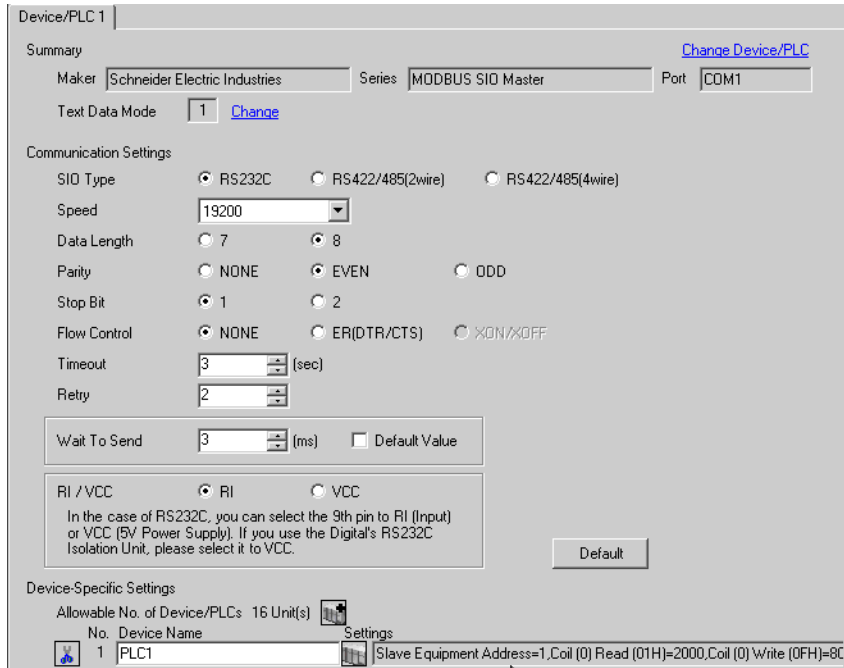 Device/PLC 1
Summary Change Device/PLC
Maker Schneider Electric Industries Series MODBUS SIO Master Port COM1
Text Data Mode 1 Change
Communication Settings
SIO Type RS232C RS422/485(2wire) RS422/485(4wire)
Speed 19200
Data Length 7 8
Parity NONE EVEN ODD
Stop Bit 1 2
Flow Control NONE ER(DTR/CTS) XON/XOFF
Timeout 3 (sec)
Retry 2
Wait To Send 3 (ms) Default Value
RI / VCC RI VCC
In the case of RS232C, you can select the 9th pin to RI (Input)
or VCC (5V Power Supply). If you use the Digital's RS232C
Isolation Unit, please select it to VCC.
Default
Device-Specific Settings
Allowable No. of Device/PLCs 16 Unit(s)
No. Device Name Settings
1 PLC1 Slave Equipment Address=1,Coil (0) Read (01H)=2000,Coil (0) Write (0FH)=80